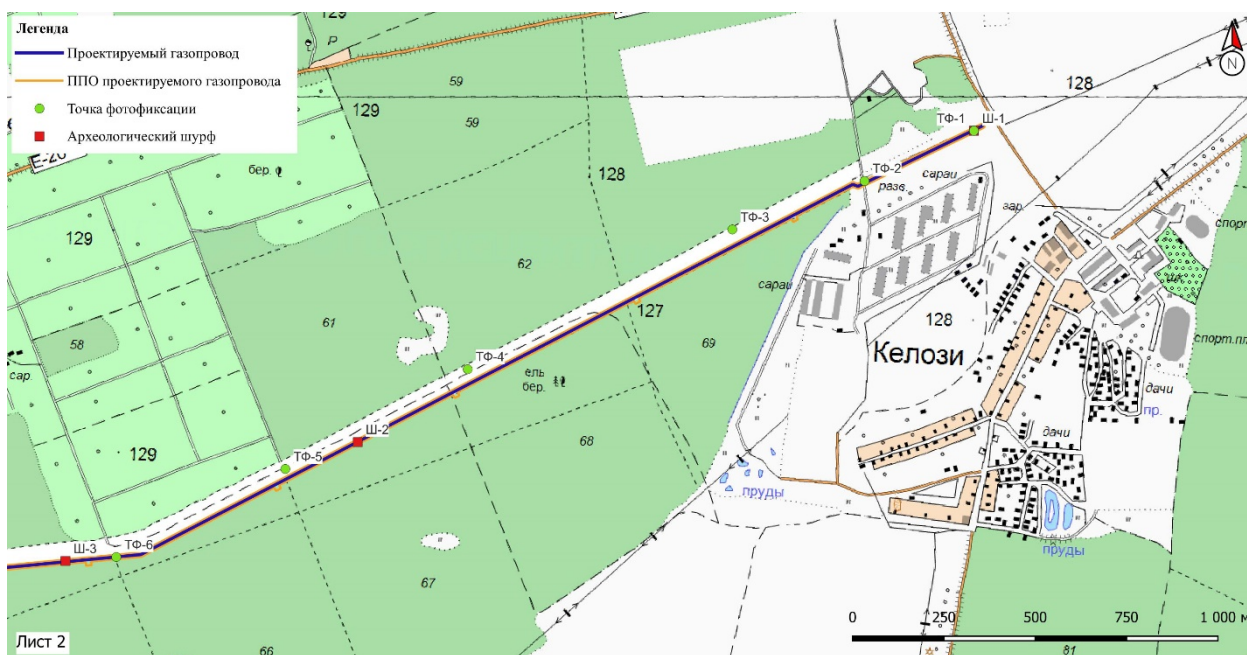 Легенда
Проектируемый газопровод
ППО проектируемого газопровода
Точка фотофиксации
Археологический шурф
129
Р
59
129
128
59
ТФ-1 Ш-1
128
бер.
ТФ-2
сараи
разв.
ТФ-3
зар.
спорт
129
62
сараи
127
128
61
69
Келози
58
ТФ-4
спорт.пл.
сар.
ель
бер.
дачи
пр.
Ш-2
68
дачи
129
ТФ-5
пруды
Ш-3
ТФ-6
пруды
67
0 250 500 750 1 000 м
Лист 2
66
81
N